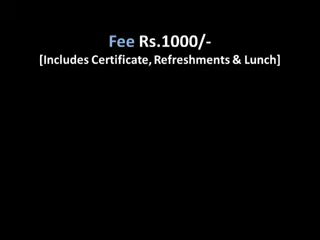 Fee Rs.1000/-
[Includes Certificate, Refreshments & Lunch]